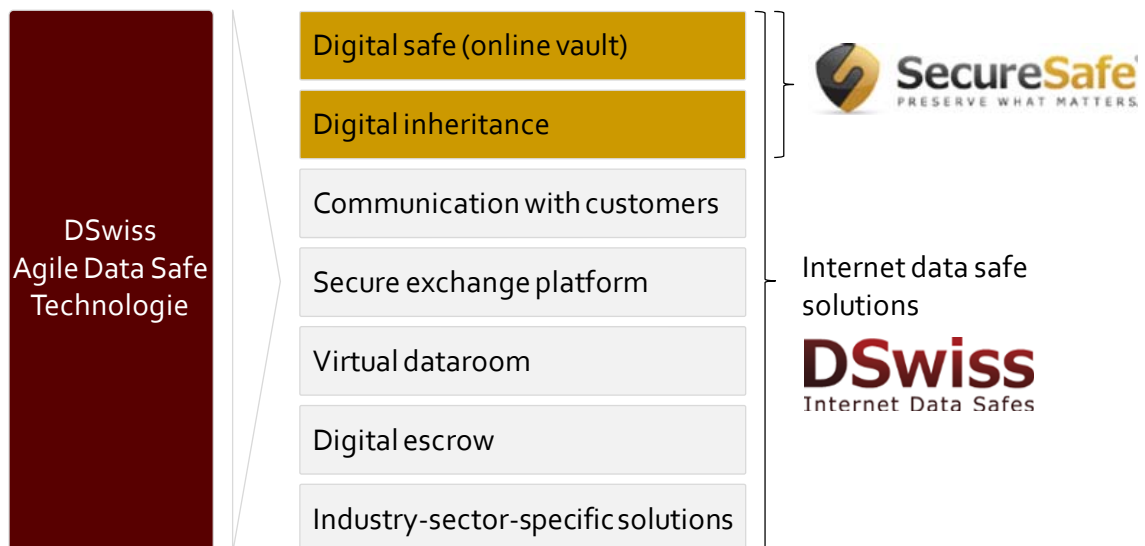 DSwiss
Agile Data Safe
Technologie
Digital safe (online vault)
Digital inheritance
Communication with customers
Secure exchange platform
Virtual dataroom
Digital escrow
Industry-sector-specific solutions
SecureSafe
PRESERVE WHAT MATTERS
Internet data safe
solutions
DSwiss
Internet Data Safes